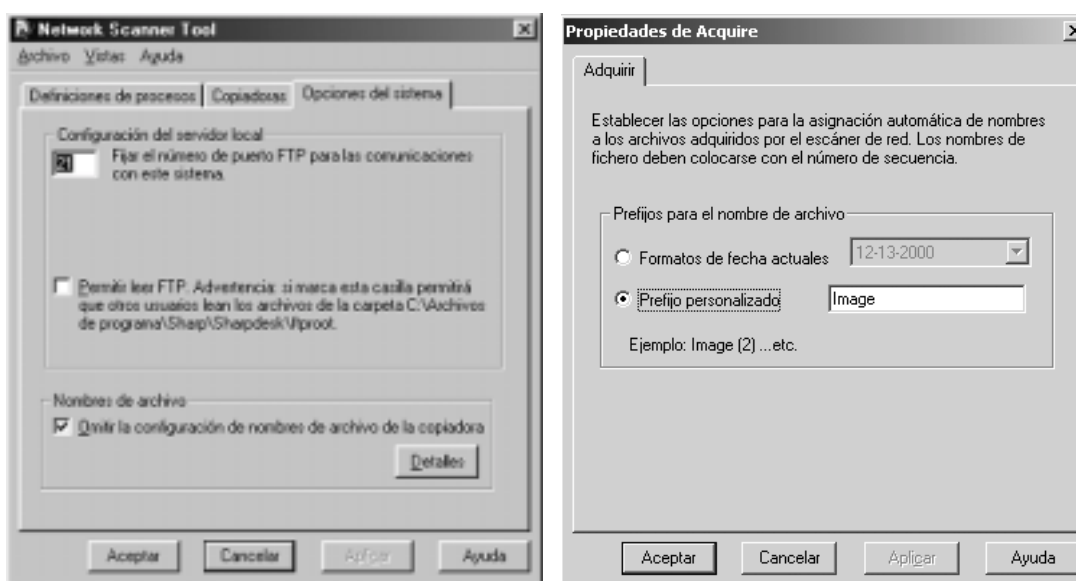 Network Scanner Tool
Archivo Vistas Ayuda
Definiciones de procesos Copiadoras Opciones del sistema
Configuración del servidor local
21 Fijar el número de puerto FTP para las comunicaciones
con este sistema.
Permitir leer FTP. Advertencia: si marca esta casilla permitirá
que otros usuarios lean los archivos de la carpeta C:\Archivos
de programa\Sharp\Sharpdesk\ftproot.
Nombres de archivo
Omitir la configuración de nombres de archivo de la copiadora
Detalles
Aceptar Cancelar Aplicar Ayuda
Propiedades de Acquire
Adquirir
Establecer las opciones para la asignación automática de nombres
a los archivos adquiridos por el escáner de red. Los nombres de
fichero deben colocarse con el número de secuencia.
Prefijos para el nombre de archivo
Formatos de fecha actuales 12-13-2000
Prefijo personalizado Image
Ejemplo: Image (2) ...etc.
Aceptar Cancelar Aplicar Ayuda